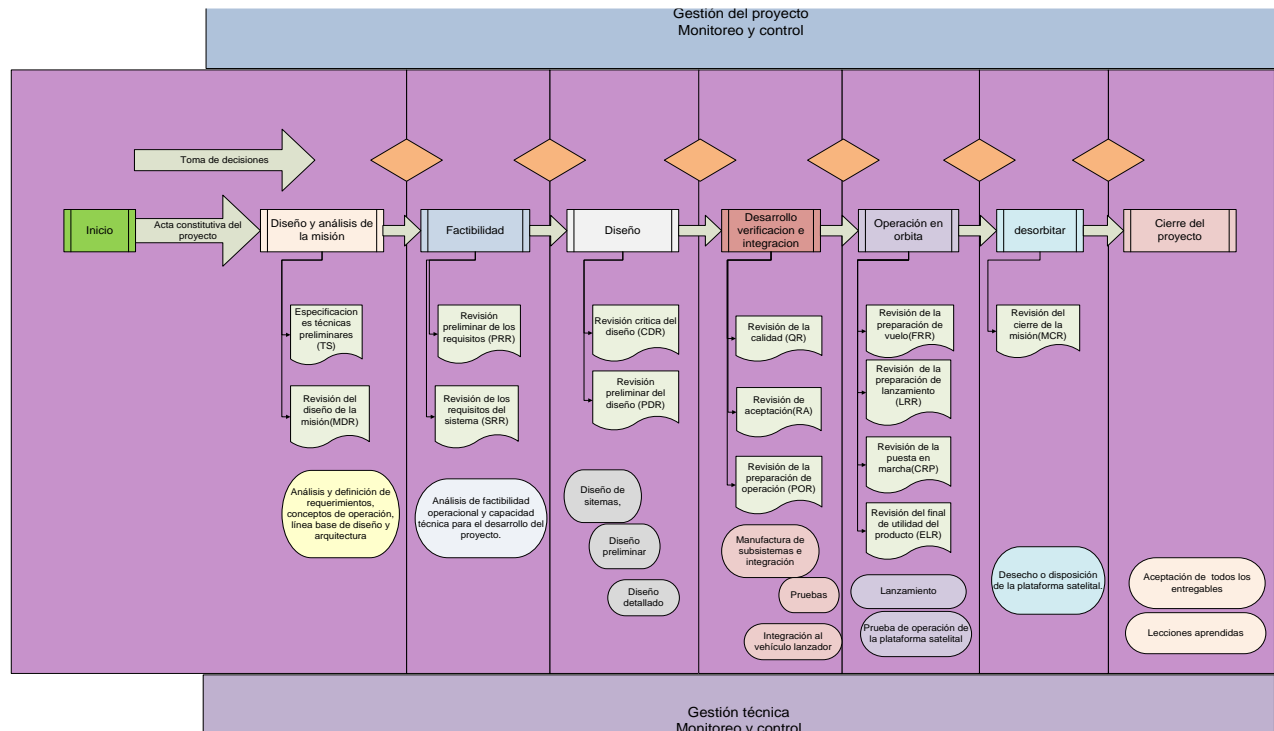 Gestión del proyecto
Monitoreo y control
Toma de decisiones
Inicio
Acta constitutiva del
proyecto
Diseño y análisis de
la misión
Factibilidad
Diseño
Desarrollo
verificacion e
integracion
Operación en
orbita
desorbitar
Cierre del
proyecto
Especificacion
es técnicas
preliminares
(TS)
Revisión del
diseño de la
misión(MDR)
Análisis y definición de
requerimientos,
conceptos de operación,
línea base de diseño y
arquitectura
Revisión
preliminar de los
requisitos (PRR)
Revisión de los
requisitos del
sistema (SRR)
Análisis de factibilidad
operacional y capacidad
técnica para el desarrollo del
proyecto.
Revisión critica del
diseño (CDR)
Revisión
preliminar del
diseño (PDR)
Diseño de
sitemas,
Diseño
preliminar
Diseño
detallado
Revisión de la
calidad (QR)
Revisión de
aceptación(RA)
Revisión de la
preparación de
operación (POR)
Manufactura de
subsistemas e
integración
Pruebas
Integración al
vehículo lanzador
Revisión de la
preparación de
vuelo(FRR)
Revisión de la
preparación de
lanzamiento
(LRR)
Revisión de la
puesta en
marcha(CRP)
Revisión del final
de utilidad del
producto (ELR)
Lanzamiento
Prueba de operación de
la plataforma satelital
Revisión del
cierre de la
misión(MCR)
Desecho o disposición
de la plataforma satelital.
Aceptación de todos los
entregables
Lecciones aprendidas
Gestión técnica
Monitoreo y control